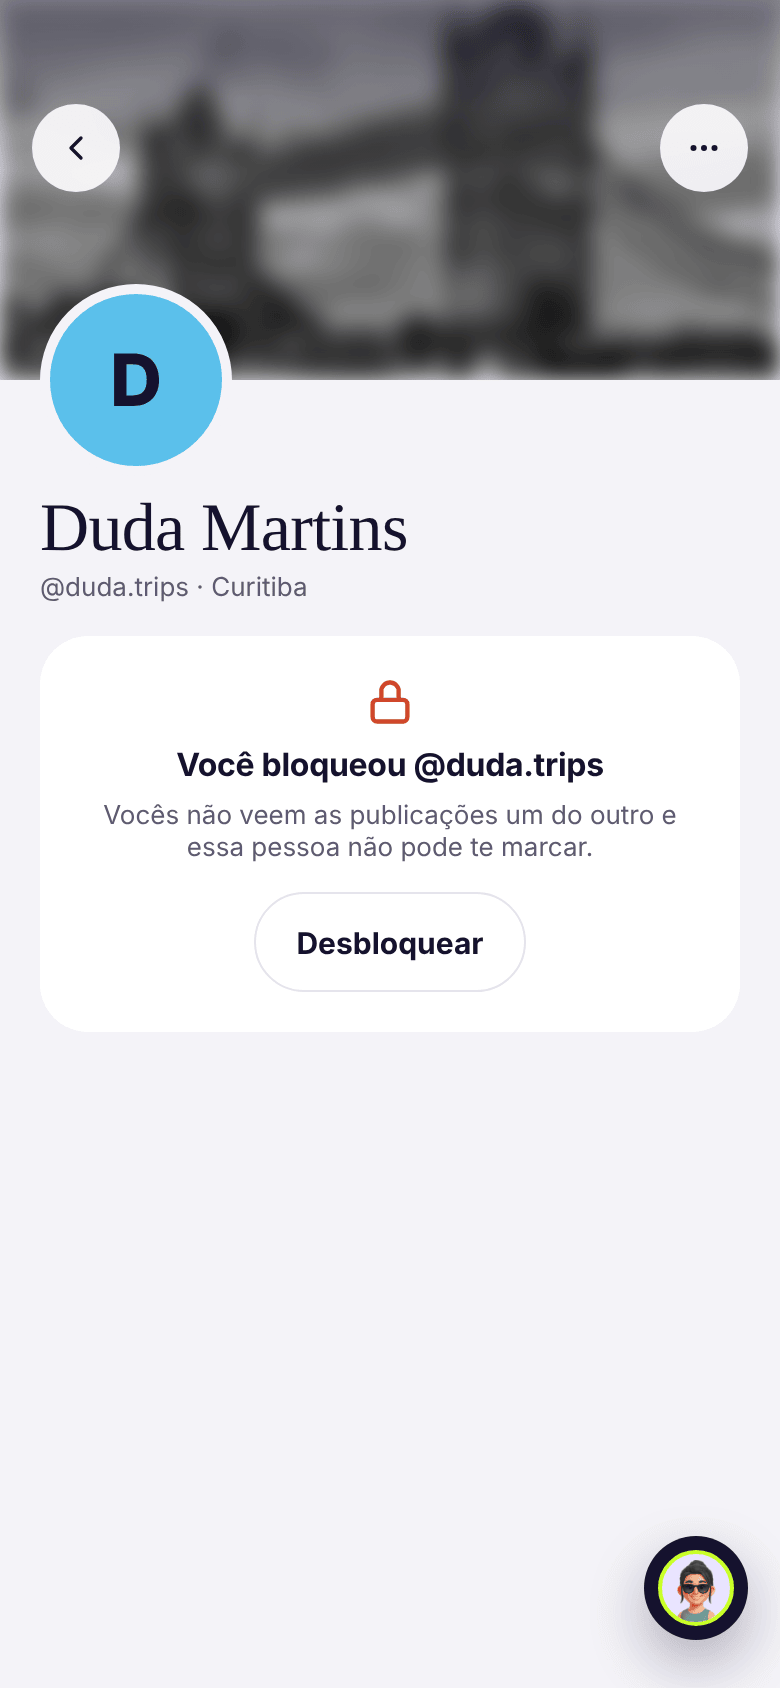 D
Duda Martins
@duda.trips · Curitiba
Você bloqueou @duda.trips
Vocês não veem as publicações um do outro e
essa pessoa não pode te marcar.
Desbloquear